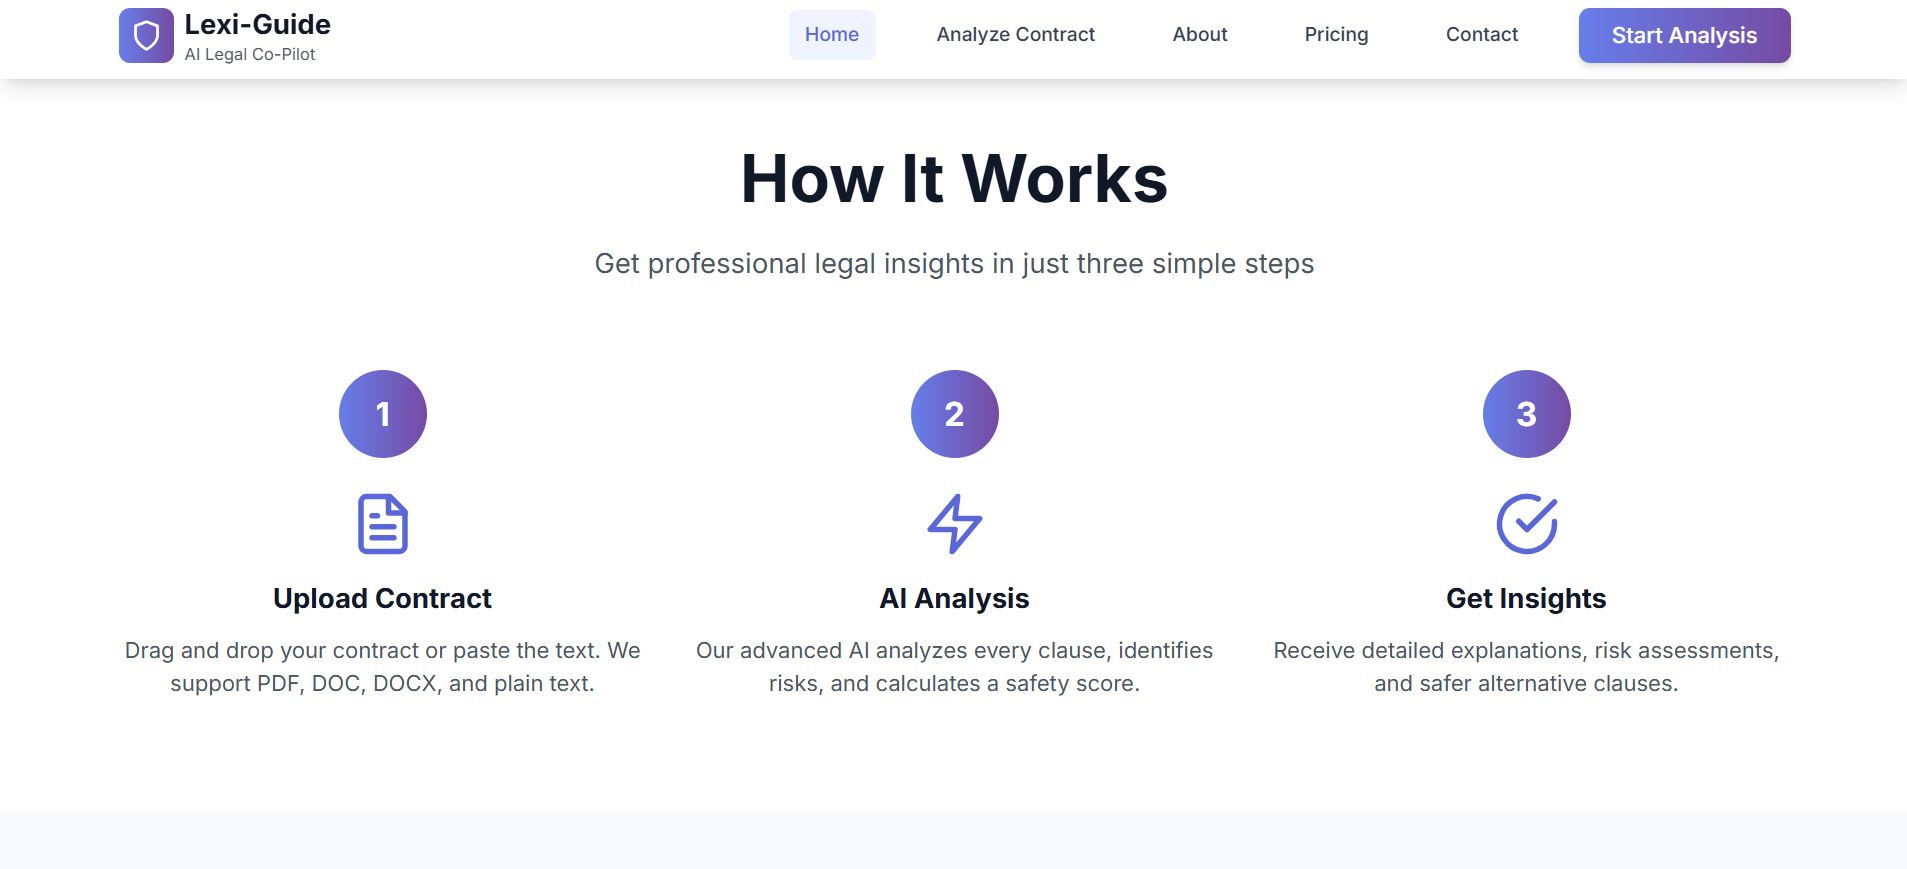 Lexi-Guide
AI Legal Co-Pilot
Home
Analyze Contract
About
Pricing
Contact
Start Analysis
How It Works
Get professional legal insights in just three simple steps
1
2
3
Upload Contract
Drag and drop your contract or paste the text. We
support PDF, DOC, DOCX, and plain text.
AI Analysis
Our advanced AI analyzes every clause, identifies
risks, and calculates a safety score.
Get Insights
Receive detailed explanations, risk assessments,
and safer alternative clauses.